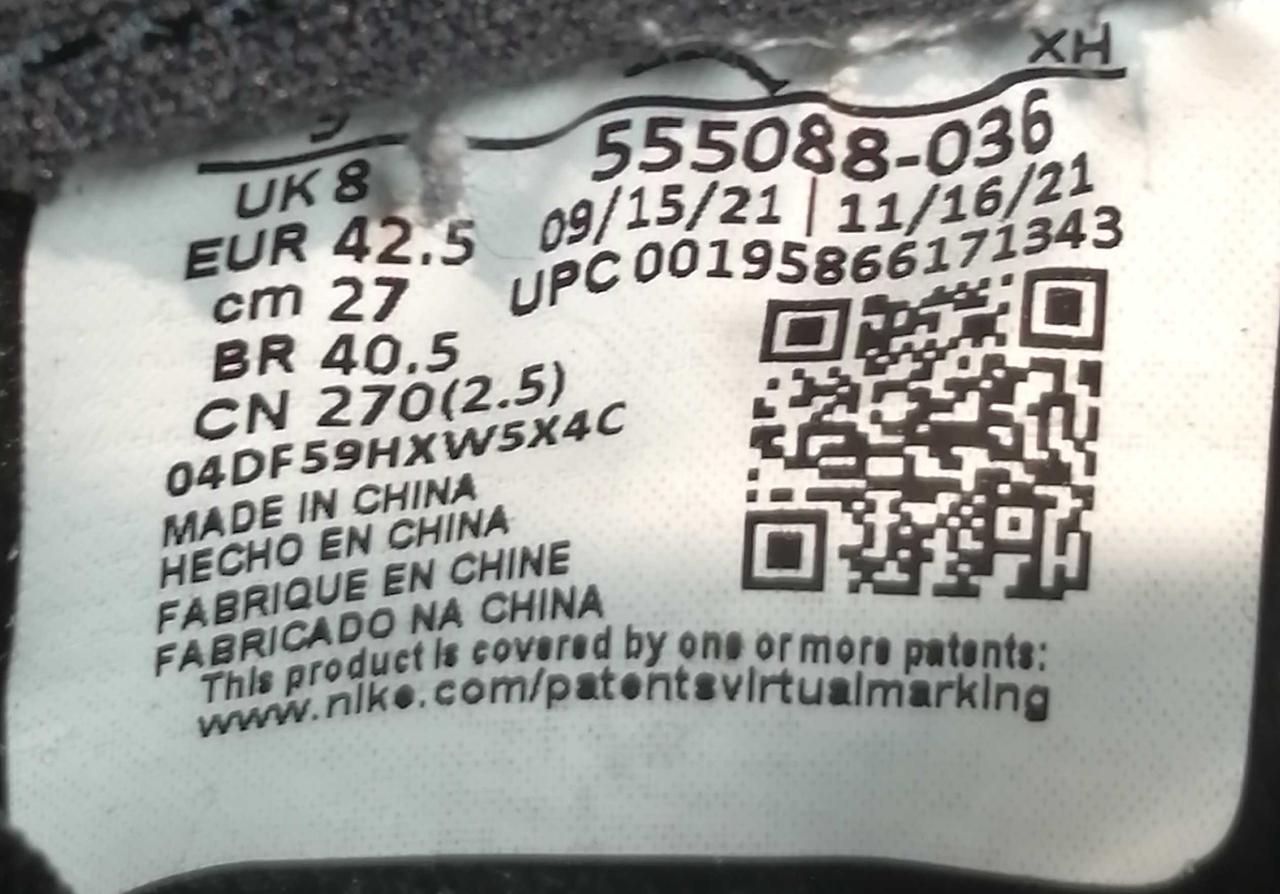 XH
UK 8
EUR 42.5
cm 27
BR 40.5
CN 270(2.5)
555088-036
09/15/21 | 11/16/21
UPC 00195866171343
04DF59HXW5X4C
MADE IN CHINA
HECHO EN CHINA
FABRIQUE EN CHINE
FABRICADO NA CHINA
This product is covered by one or more patents:
www.nike.com/patentsvirtualmarking